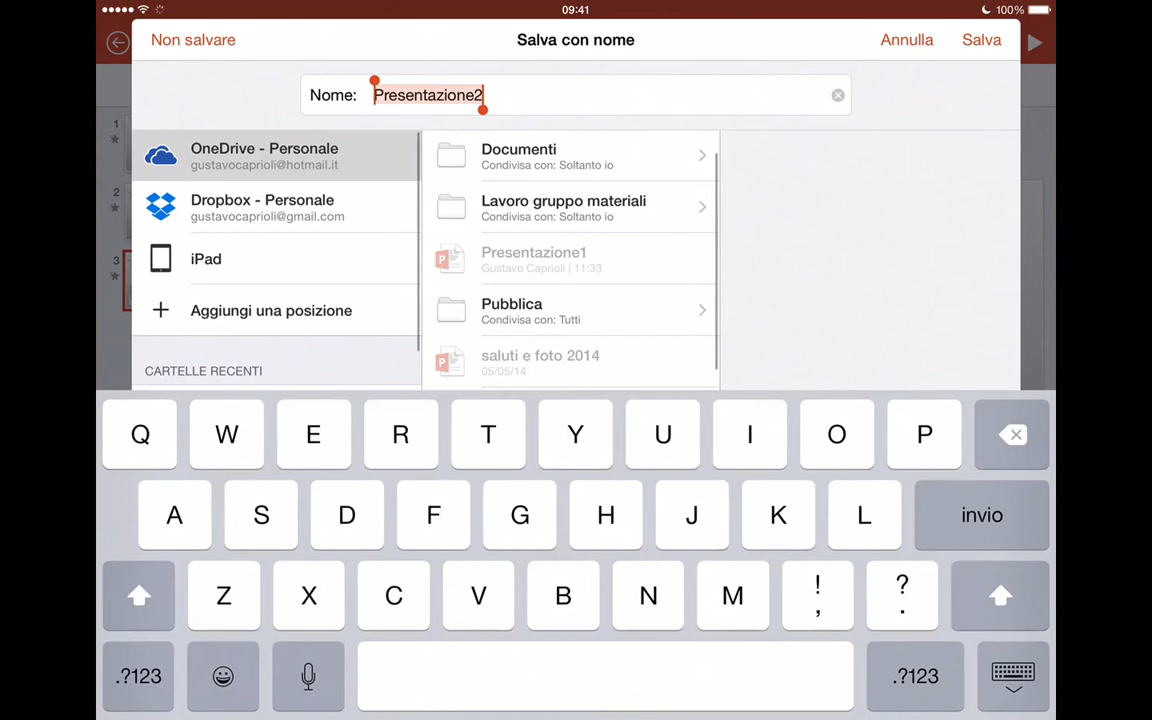 09:41
100%
Non salvare
Salva con nome
Annulla
Salva
Nome: Presentazione2
OneDrive - Personale
gustavocaprioli@hotmail.it
Dropbox - Personale
gustavocaprioli@gmail.com
iPad
Aggiungi una posizione
CARTELLE RECENTI
Documenti
Condivisa con: Soltanto io
Lavoro gruppo materiali
Condivisa con: Soltanto io
Presentazione1
Gustavo Caprioli | 11:33
Pubblica
Condivisa con: Tutti
saluti e foto 2014
05/05/14
1
2
3
Q W E R T Y U I O P
A S D F G H J K L invio
Z X C V B N M ! , ? .
.?123 .?123